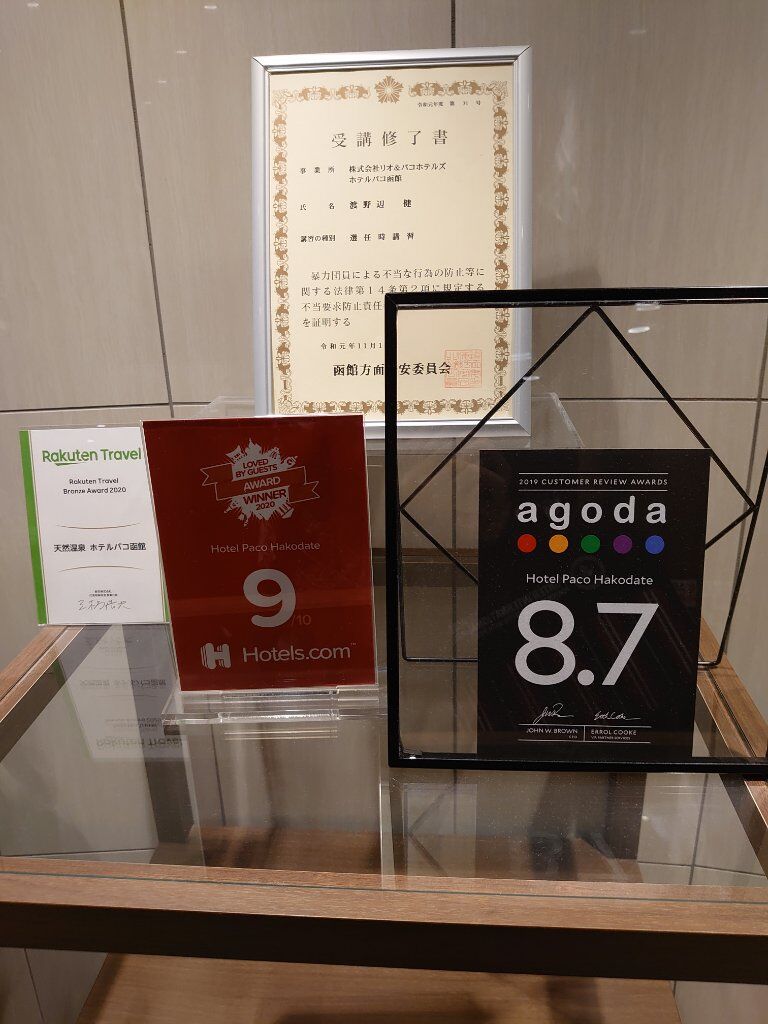 令和元年度 第 31 号
受講修了書
事業所 株式会社リオ&パコホテルズ
ホテルパコ函館
氏名 渡野辺 健
講習の種別 選任時講習
暴力団員による不当な行為の防止等に
関する法律第14条第2項に規定する
不当要求防止責任
を証明する
令和元年11月1
函館方面 安委員会
Rakuten Travel
Rakuten Travel
Bronze Award 2020
天然温泉 ホテルパコ函館
LOVED
BY GUESTS
AWARD
WINNER
2020
Hotel Paco Hakodate
9/10
Hotels.com™
2019 CUSTOMER REVIEW AWARDS
agoda
Hotel Paco Hakodate
8.7
JOHN W. BROWN
CEO
ERROL COOKE
V.P. PARTNER SERVICES